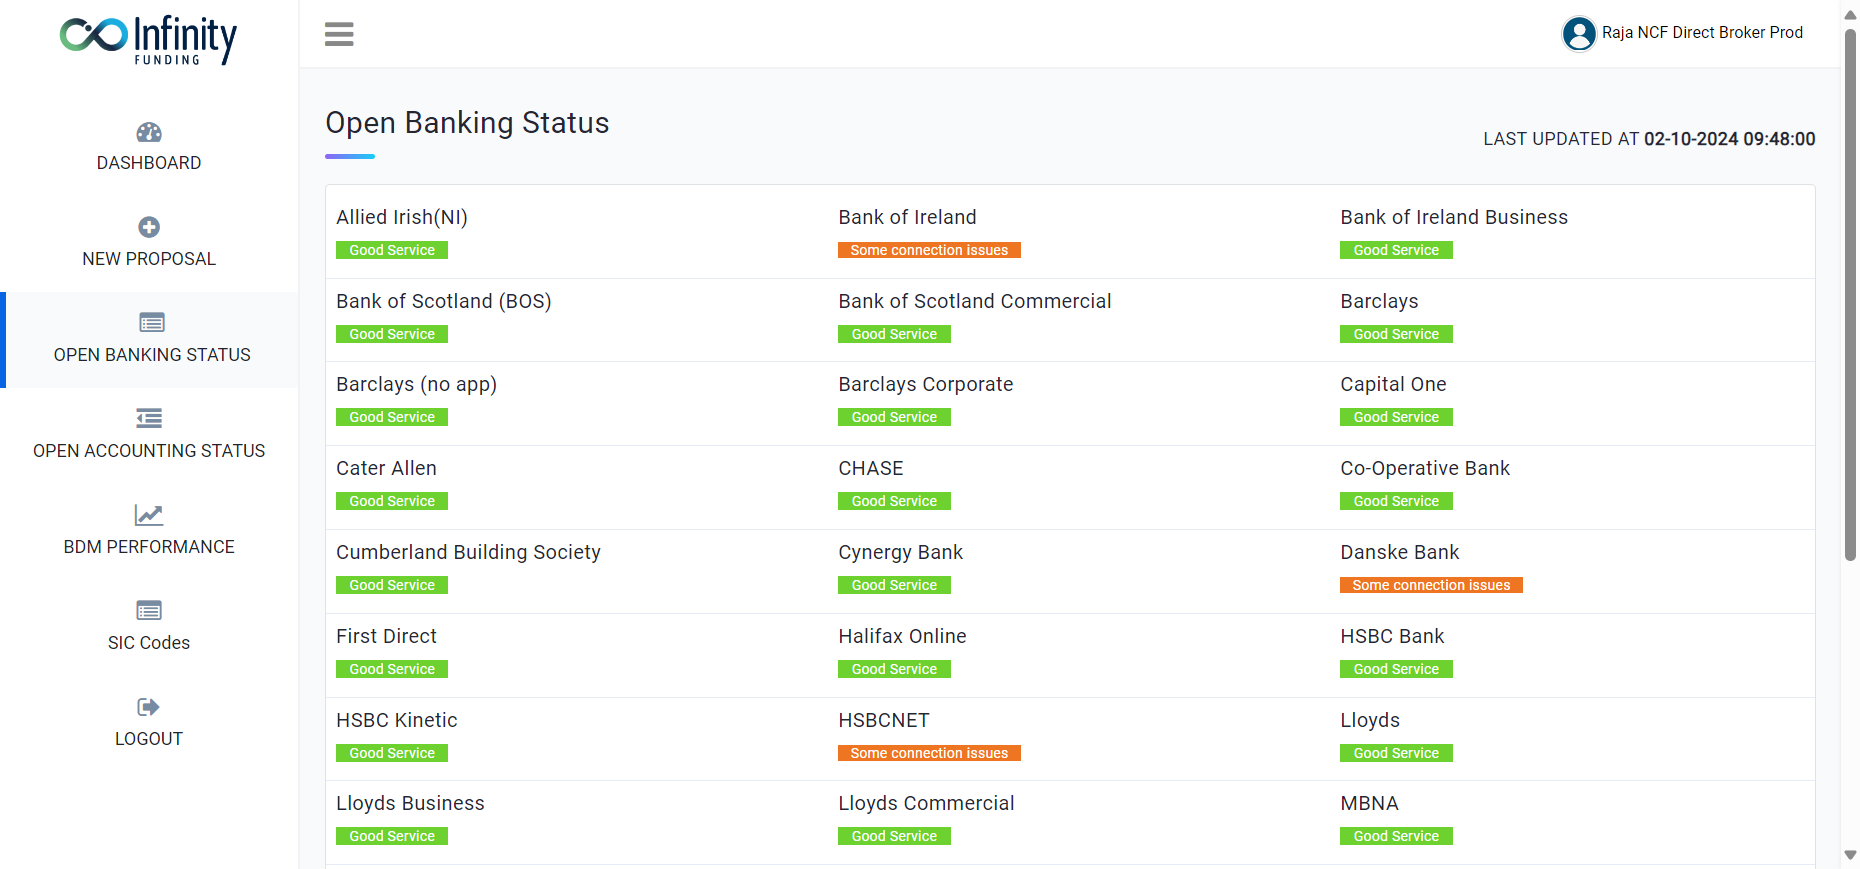 Infinity
FUNDING
Raja NCF Direct Broker Prod
DASHBOARD
NEW PROPOSAL
OPEN BANKING STATUS
OPEN ACCOUNTING STATUS
BDM PERFORMANCE
SIC Codes
LOGOUT
Open Banking Status
LAST UPDATED AT 02-10-2024 09:48:00
Allied Irish(NI) Bank of Ireland Bank of Ireland Business
Good Service Some connection issues Good Service
Bank of Scotland (BOS) Bank of Scotland Commercial Barclays
Good Service Good Service Good Service
Barclays (no app) Barclays Corporate Capital One
Good Service Good Service Good Service
Cater Allen CHASE Co-Operative Bank
Good Service Good Service Good Service
Cumberland Building Society Cynergy Bank Danske Bank
Good Service Good Service Some connection issues
First Direct Halifax Online HSBC Bank
Good Service Good Service Good Service
HSBC Kinetic HSBCNET Lloyds
Good Service Some connection issues Good Service
Lloyds Business Lloyds Commercial MBNA
Good Service Good Service Good Service